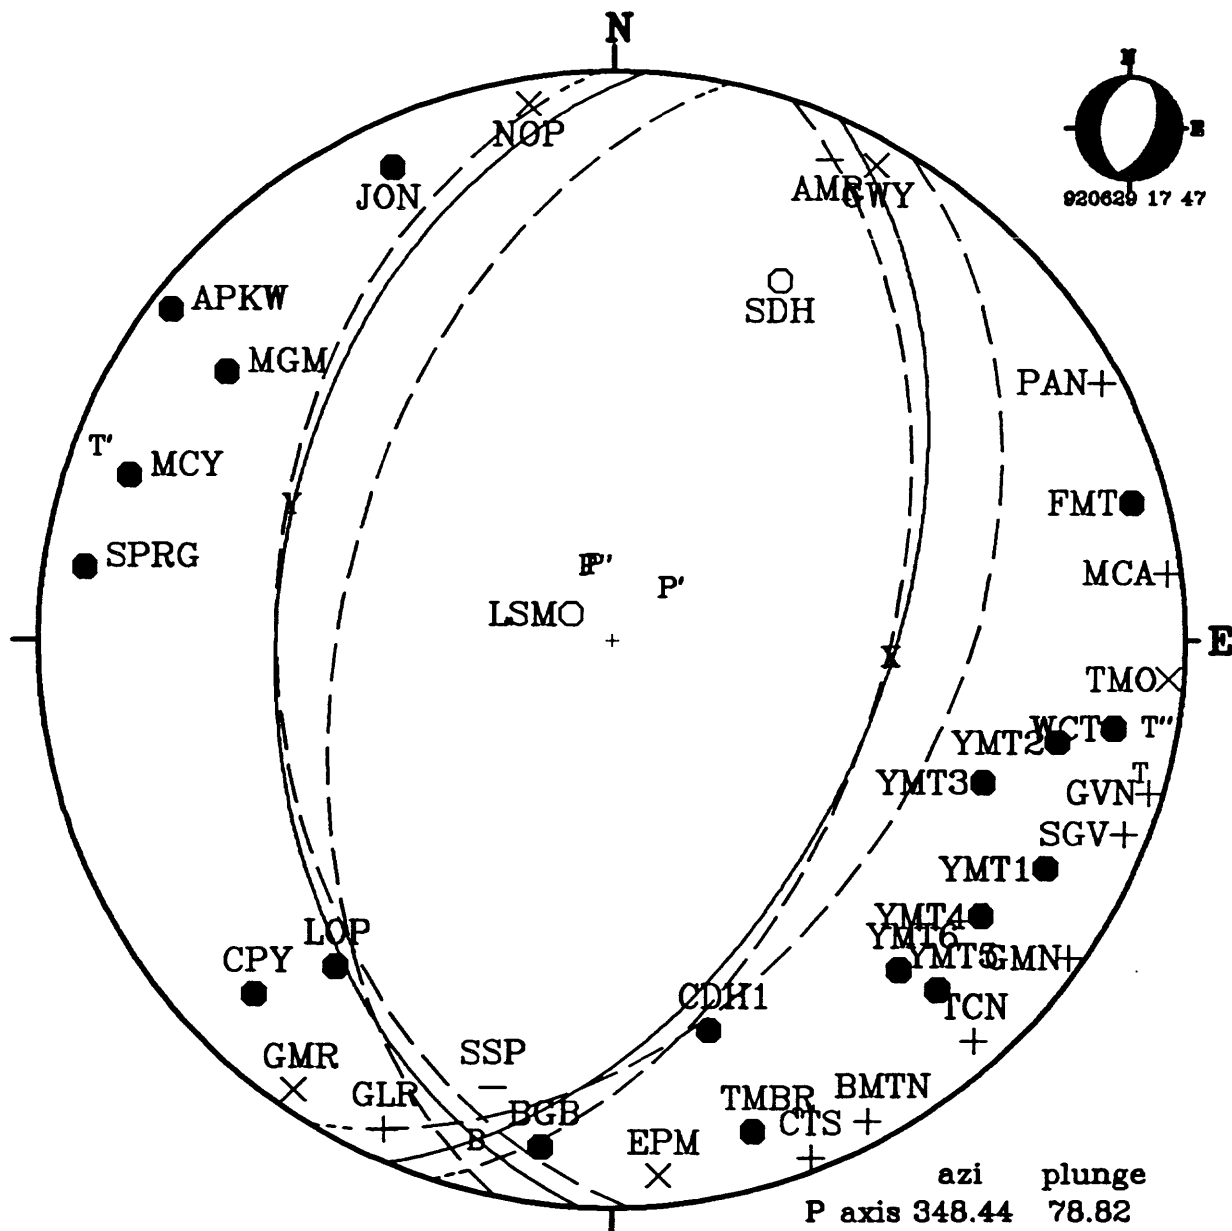 N
N
E
920629 17 47
NOP
JON
AMR
GWY
SDH
APKW
MGM
PAN
T'
MCY
Y
FMT
SPRG
P
P''
P'
MCA
LSM
E
X
TMO
WCT
T''
YMT2
YMT3
T
GVN
SGV
YMT1
YMT4
LOP
YMT6
CPY
YMT5
GMN
CDH1
TCN
SSP
GMR
GLR
BMTN
BGB
TMBR
CTS
B
EPM
azi plunge
P axis 348.44 78.82